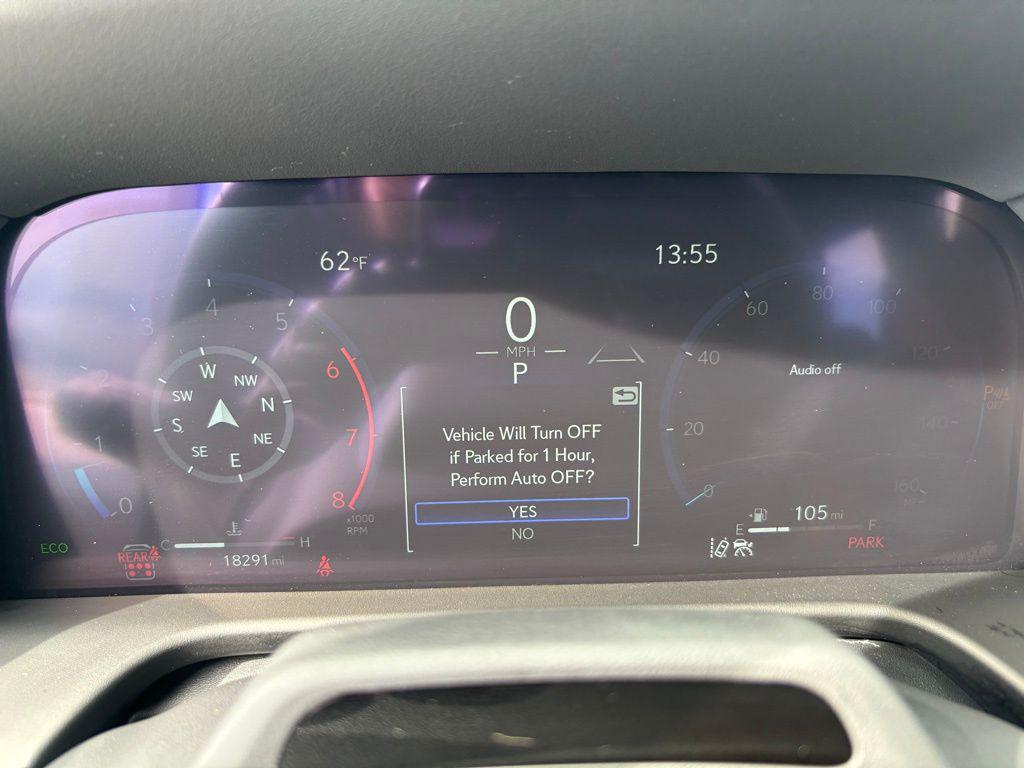 62°F
13:55
0
MPH
P
3
4
5
6
7
8
x1000
RPM
2
1
0
W
NW
N
NE
E
SE
S
SW
Vehicle Will Turn OFF
if Parked for 1 Hour,
Perform Auto OFF?
YES
NO
0
20
40
60
80
100
120
140
160
Audio off
P
OFF
ECO
REAR
C
H
18291 mi
E
F
105 mi
PARK